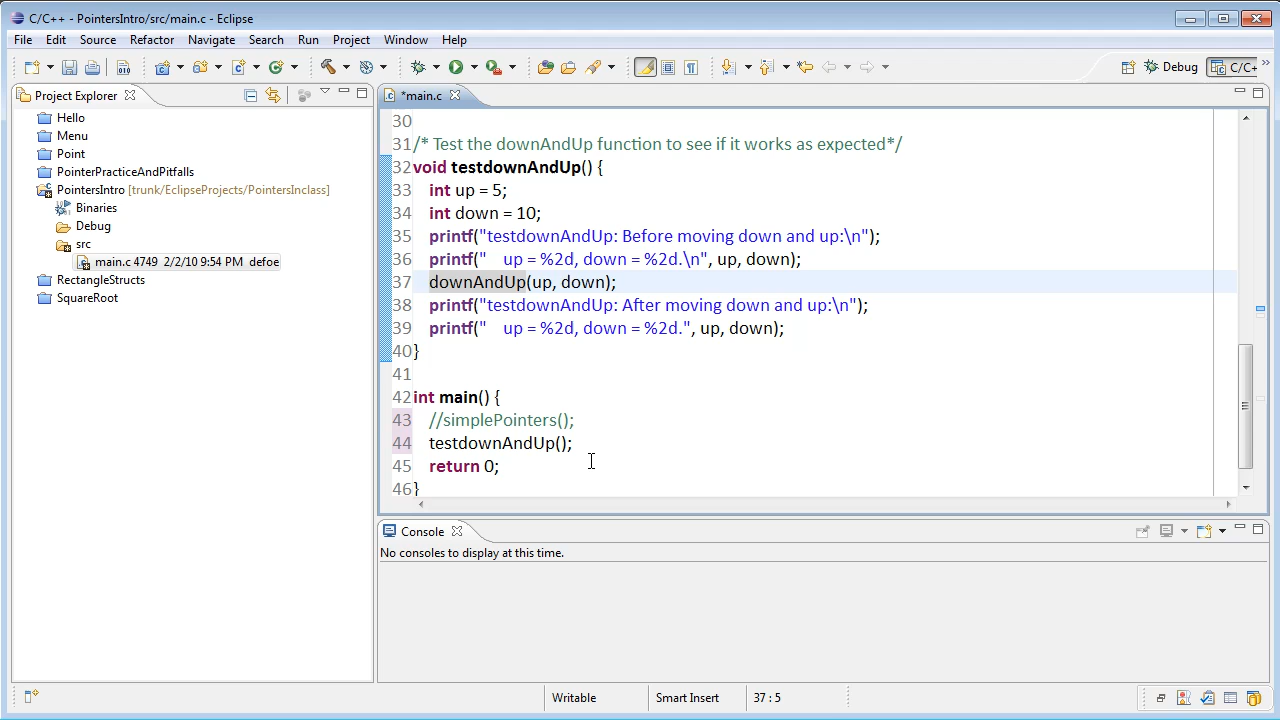 C/C++ - PointersIntro/src/main.c - Eclipse
File Edit Source Refactor Navigate Search Run Project Window Help
Debug C/C+ »
Project Explorer
Hello
Menu
Point
PointerPracticeAndPitfalls
PointersIntro [trunk/EclipseProjects/PointersInclass]
Binaries
Debug
src
main.c 4749 2/2/10 9:54 PM defoe
RectangleStructs
SquareRoot
*main.c
30
31 /* Test the downAndUp function to see if it works as expected*/
32 void testdownAndUp() {
33 int up = 5;
34 int down = 10;
35 printf("testdownAndUp: Before moving down and up:\n");
36 printf("    up = %2d, down = %2d.\n", up, down);
37 downAndUp(up, down);
38 printf("testdownAndUp: After moving down and up:\n");
39 printf("    up = %2d, down = %2d.", up, down);
40 }
41
42 int main() {
43 //simplePointers();
44 testdownAndUp();
45 return 0;
46 }
Console
No consoles to display at this time.
Writable Smart Insert 37 : 5